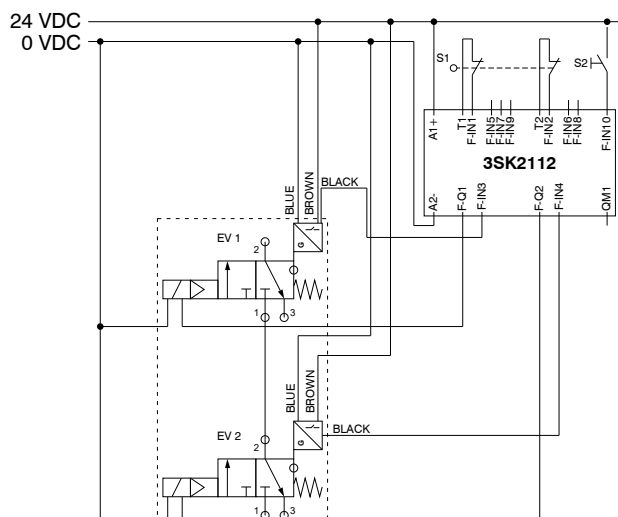 24 VDC
0 VDC
S1
S2
A1+
T1
F-IN1
F-IN5
F-IN7
F-IN9
T2
F-IN2
F-IN6
F-IN8
F-IN10
3SK2112
A2-
F-Q1
F-IN3
F-Q2
F-IN4
QM1
BLUE
BROWN
BLACK
EV 1
2
G
1
3
BLUE
BROWN
BLACK
EV 2
2
G
1
3